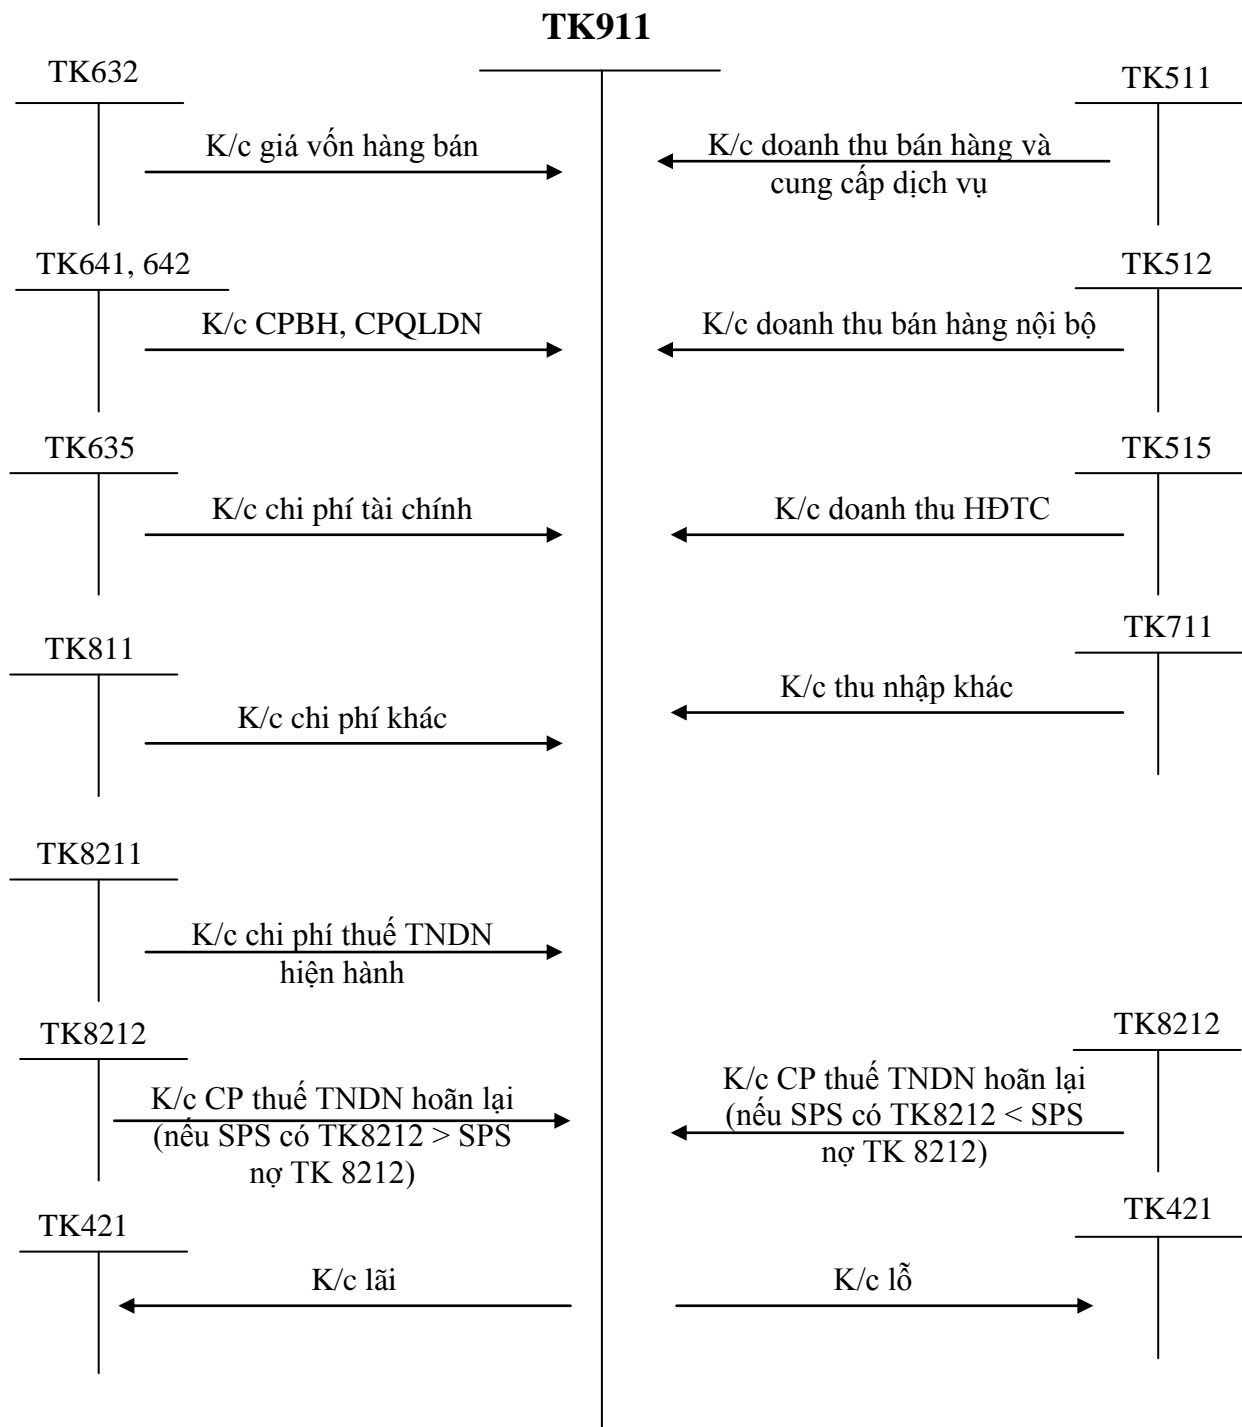 TK911
TK632
TK511
K/c giá vốn hàng bán
K/c doanh thu bán hàng và
cung cấp dịch vụ
TK641, 642
TK512
K/c CPBH, CPQLDN
K/c doanh thu bán hàng nội bộ
TK635
TK515
K/c chi phí tài chính
K/c doanh thu HĐTC
TK811
TK711
K/c chi phí khác
K/c thu nhập khác
TK8211
K/c chi phí thuế TNDN
hiện hành
TK8212
TK8212
K/c CP thuế TNDN hoãn lại
(nếu SPS có TK8212 > SPS
nợ TK 8212)
K/c CP thuế TNDN hoãn lại
(nếu SPS có TK8212 < SPS
nợ TK 8212)
TK421
TK421
K/c lãi
K/c lỗ